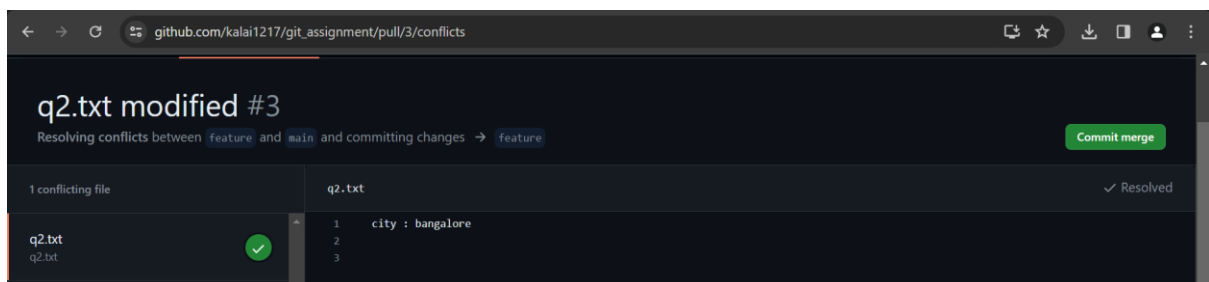 github.com/kalai1217/git_assignment/pull/3/conflicts
q2.txt modified #3
Resolving conflicts between feature and main and committing changes → feature
Commit merge
1 conflicting file
q2.txt
Resolved
q2.txt
q2.txt
1 city : bangalore
2
3